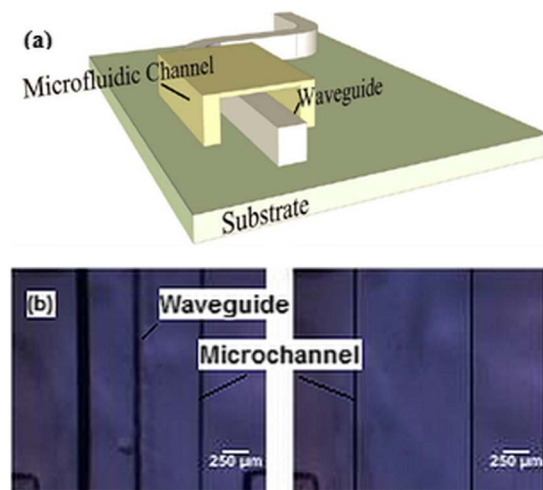 (a)
Microfluidic Channel
Waveguide
Substrate
(b)
Waveguide
Microchannel
250 µm
250 µm